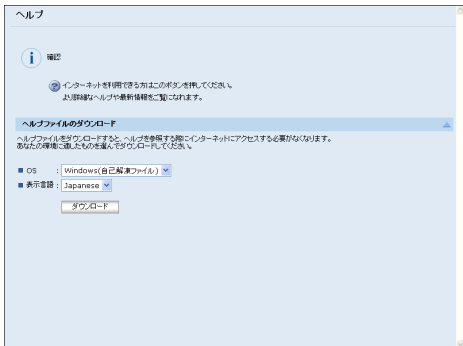 ヘルプ
確認
インターネットを利用できる方はこのボタンを押してください。
より詳細なヘルプや最新情報をご覧になれます。
ヘルプファイルのダウンロード
ヘルプファイルをダウンロードすると、ヘルプを参照する際にインターネットにアクセスする必要がなくなります。
あなたの環境に適したものを選んでダウンロードしてください。
OS : Windows(自己解凍ファイル)
表示言語 : Japanese
ダウンロード